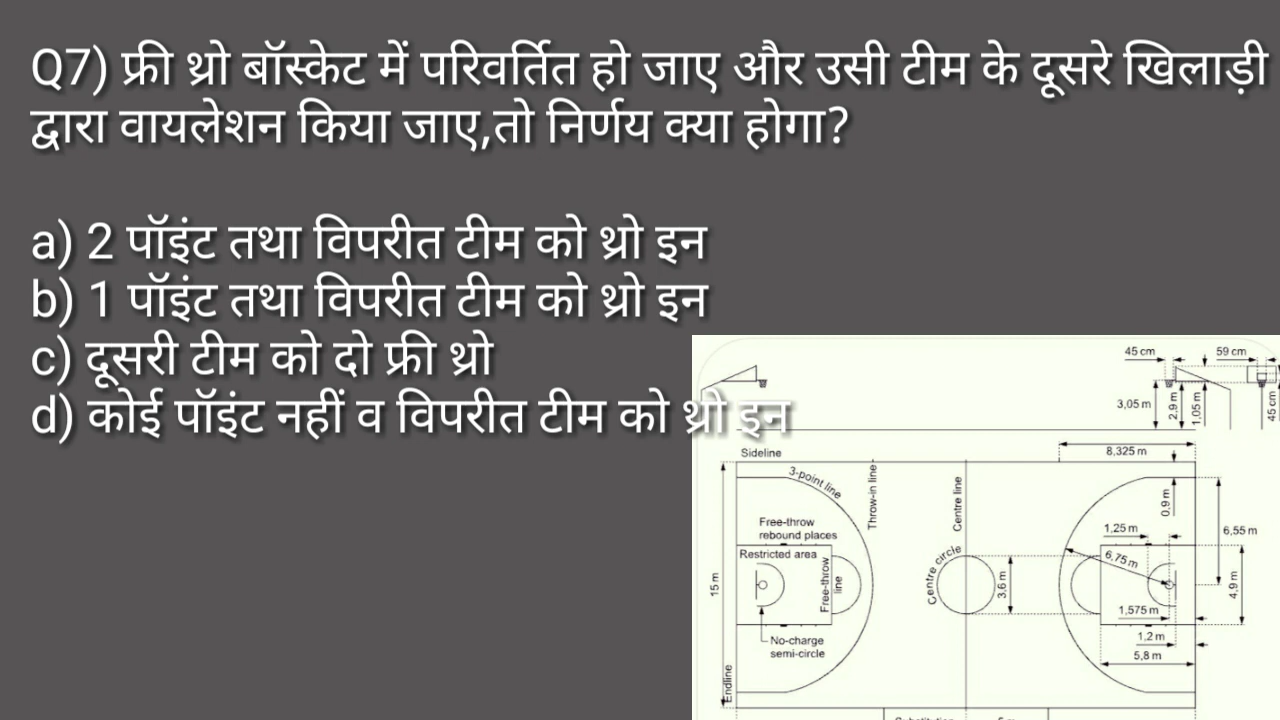 Q7) फ्री थ्रो बॉस्केट में परिवर्तित हो जाए और उसी टीम के दूसरे खिलाड़ी
द्वारा वायलेशन किया जाए,तो निर्णय क्या होगा?
a) 2 पॉइंट तथा विपरीत टीम को थ्रो इन
b) 1 पॉइंट तथा विपरीत टीम को थ्रो इन
c) दूसरी टीम को दो फ्री थ्रो
d) कोई पॉइंट नहीं व विपरीत टीम को थ्रो इन
45 cm
59 cm
3,05 m
2,9 m
1,05 m
45 cm
Sideline
8,325 m
3-point line
Throw-in line
Centre line
0,9 m
Free-throw
rebound places
1,25 m
6,55 m
Restricted area
Free-throw
line
Centre circle
3,6 m
6,75 m
15 m
4,9 m
1,575 m
No-charge
semi-circle
1,2 m
5,8 m
Endline